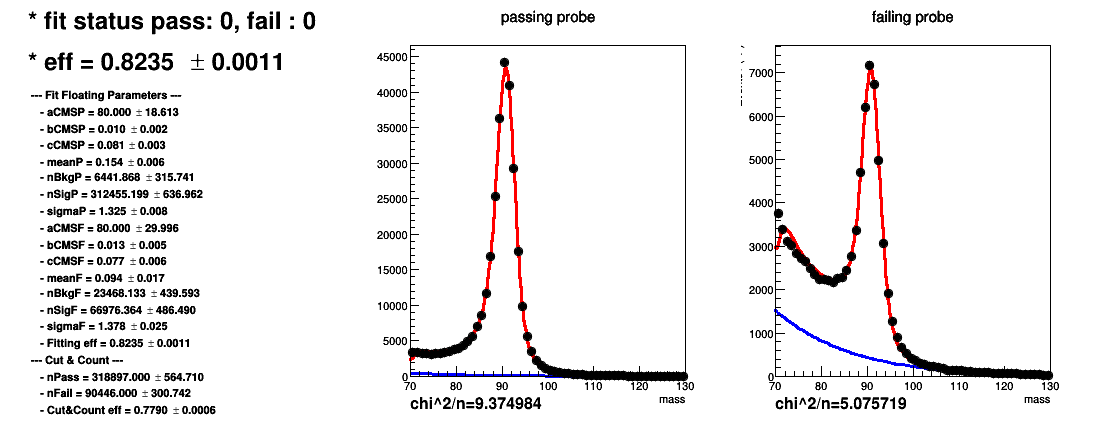 * fit status pass: 0, fail : 0
* eff = 0.8235 ± 0.0011
--- Fit Floating Parameters ---
- aCMSP = 80.000 ± 18.613
- bCMSP = 0.010 ± 0.002
- cCMSP = 0.081 ± 0.003
- meanP = 0.154 ± 0.006
- nBkgP = 6441.868 ± 315.741
- nSigP = 312455.199 ± 636.962
- sigmaP = 1.325 ± 0.008
- aCMSF = 80.000 ± 29.996
- bCMSF = 0.013 ± 0.005
- cCMSF = 0.077 ± 0.006
- meanF = 0.094 ± 0.017
- nBkgF = 23468.133 ± 439.593
- nSigF = 66976.364 ± 486.490
- sigmaF = 1.378 ± 0.025
- Fitting eff = 0.8235 ± 0.0011
--- Cut & Count ---
- nPass = 318897.000 ± 564.710
- nFail = 90446.000 ± 300.742
- Cut&Count eff = 0.7790 ± 0.0006
passing probe
45000
40000
35000
30000
25000
20000
15000
10000
5000
0
70 80 90 100 110 120 130
mass
chi^2/n=9.374984
failing probe
7000
6000
5000
4000
3000
2000
1000
0
70 80 90 100 110 120 130
mass
chi^2/n=5.075719